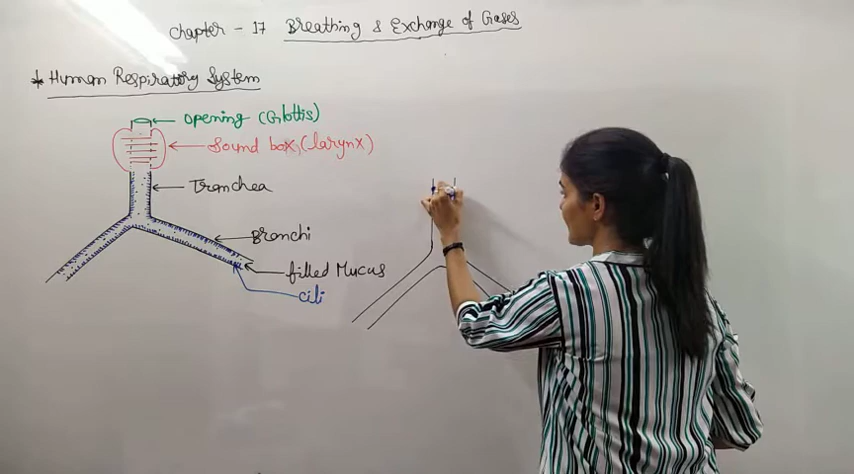 Chapter - 17 Breathing & Exchange of Gases
* Human Respiratory System
Opening (Glottis)
Sound box, (larynx)
Trachea
Bronchi
filled Mucus
cili